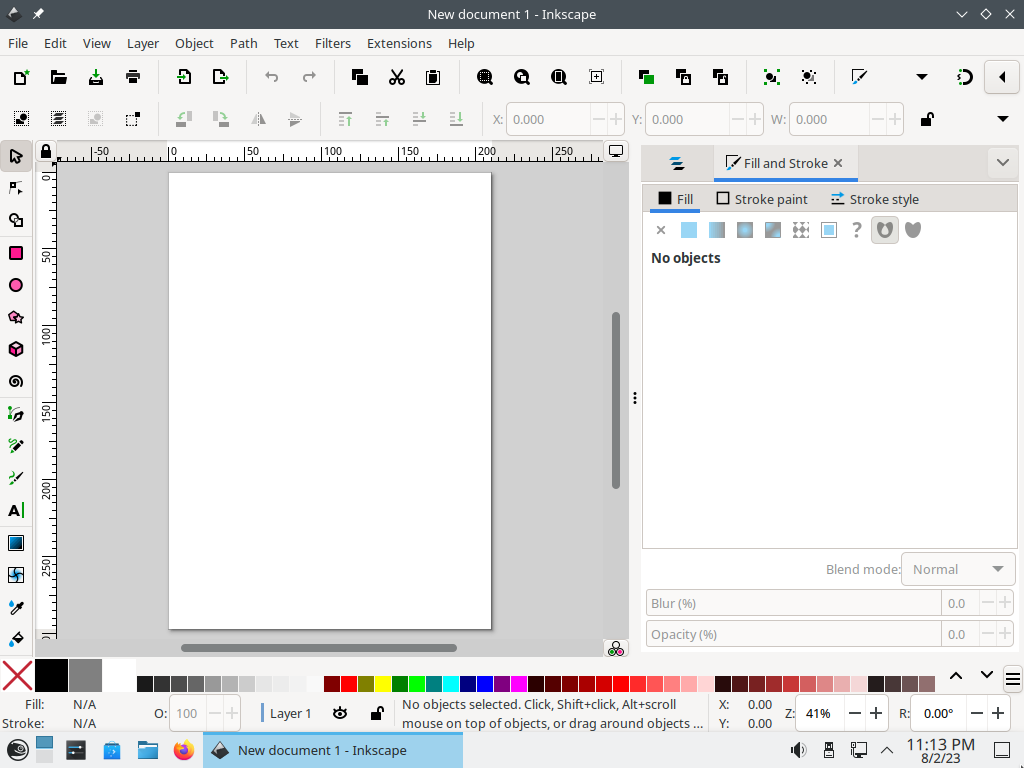 New document 1 - Inkscape
File Edit View Layer Object Path Text Filters Extensions Help
X: 0.000 Y: 0.000 W: 0.000
-50 0 50 100 150 200 250
0
50
100
150
200
250
Fill and Stroke
Fill Stroke paint Stroke style
?
No objects
Blend mode: Normal
Blur (%) 0.0
Opacity (%) 0.0
A
Fill: N/A
Stroke: N/A
O: 100
Layer 1
No objects selected. Click, Shift+click, Alt+scroll
mouse on top of objects, or drag around objects ...
X: 0.00
Y: 0.00
Z: 41%
R: 0.00°
New document 1 - Inkscape
11:13 PM
8/2/23